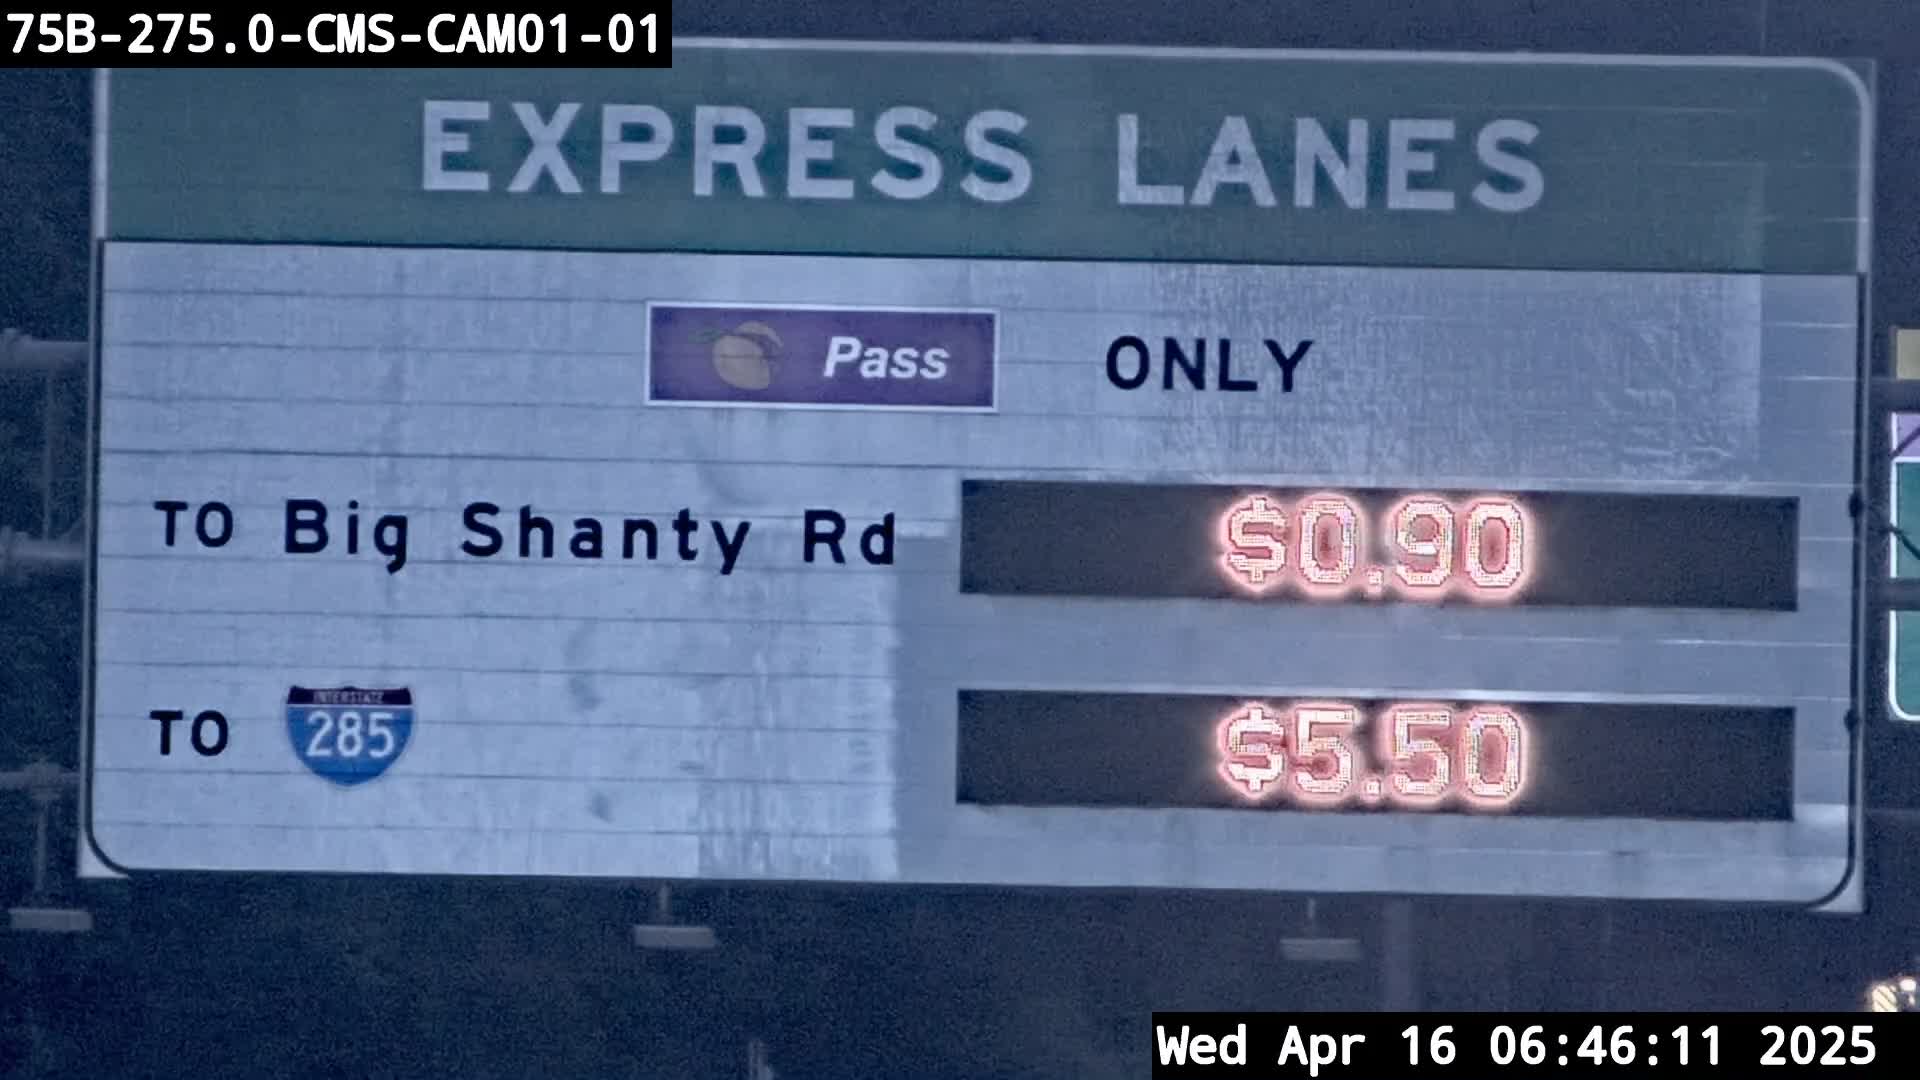 75B-275.0-CMS-CAM01-01
EXPRESS LANES
Pass ONLY
TO Big Shanty Rd $0.90
INTERSTATE
TO 285 $5.50
Wed Apr 16 06:46:11 2025